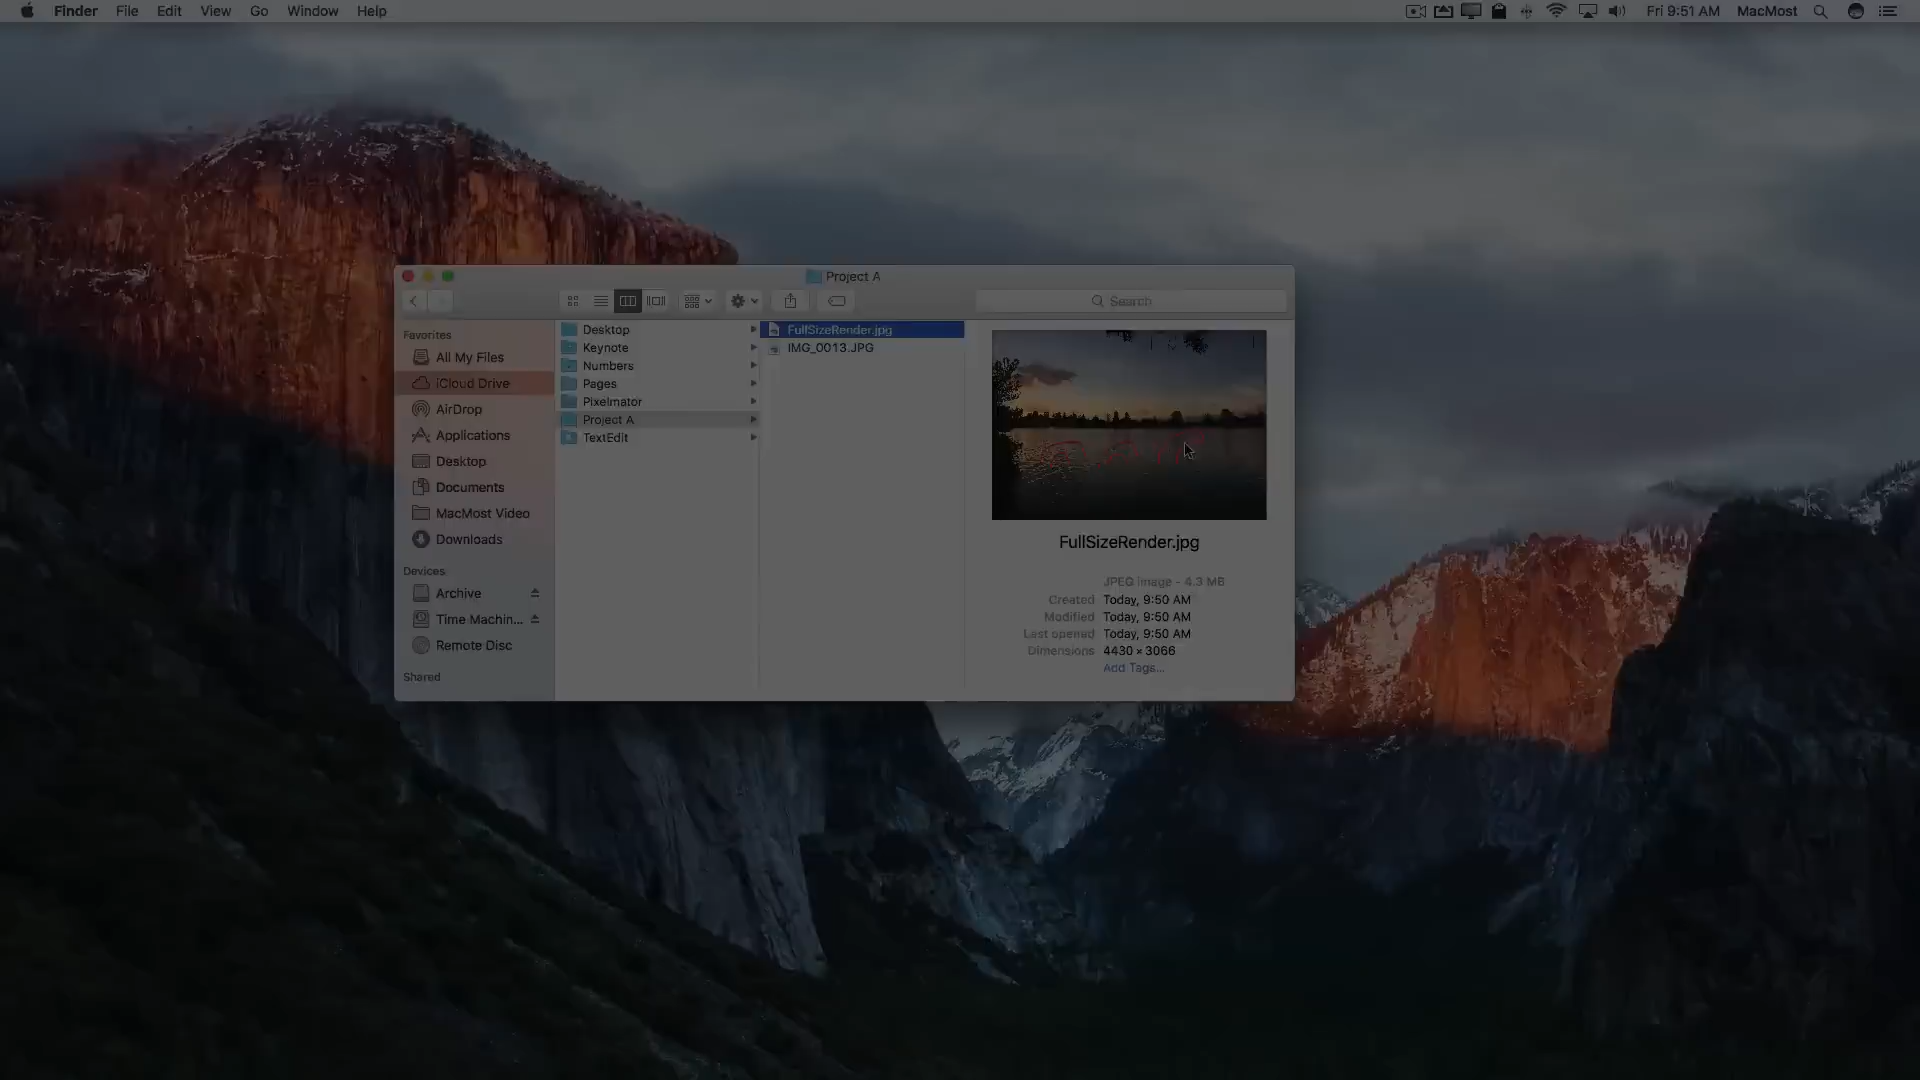 Finder File Edit View Go Window Help
Fri 9:51 AM MacMost
Project A
Search
Favorites
All My Files
iCloud Drive
AirDrop
Applications
Desktop
Documents
MacMost Video
Downloads
Devices
Archive
Time Machin...
Remote Disc
Shared
Desktop
Keynote
Numbers
Pages
Pixelmator
Project A
TextEdit
FullSizeRender.jpg
IMG_0013.JPG
FullSizeRender.jpg
JPEG image - 4.3 MB
Created Today, 9:50 AM
Modified Today, 9:50 AM
Last opened Today, 9:50 AM
Dimensions 4430 × 3066
Add Tags...